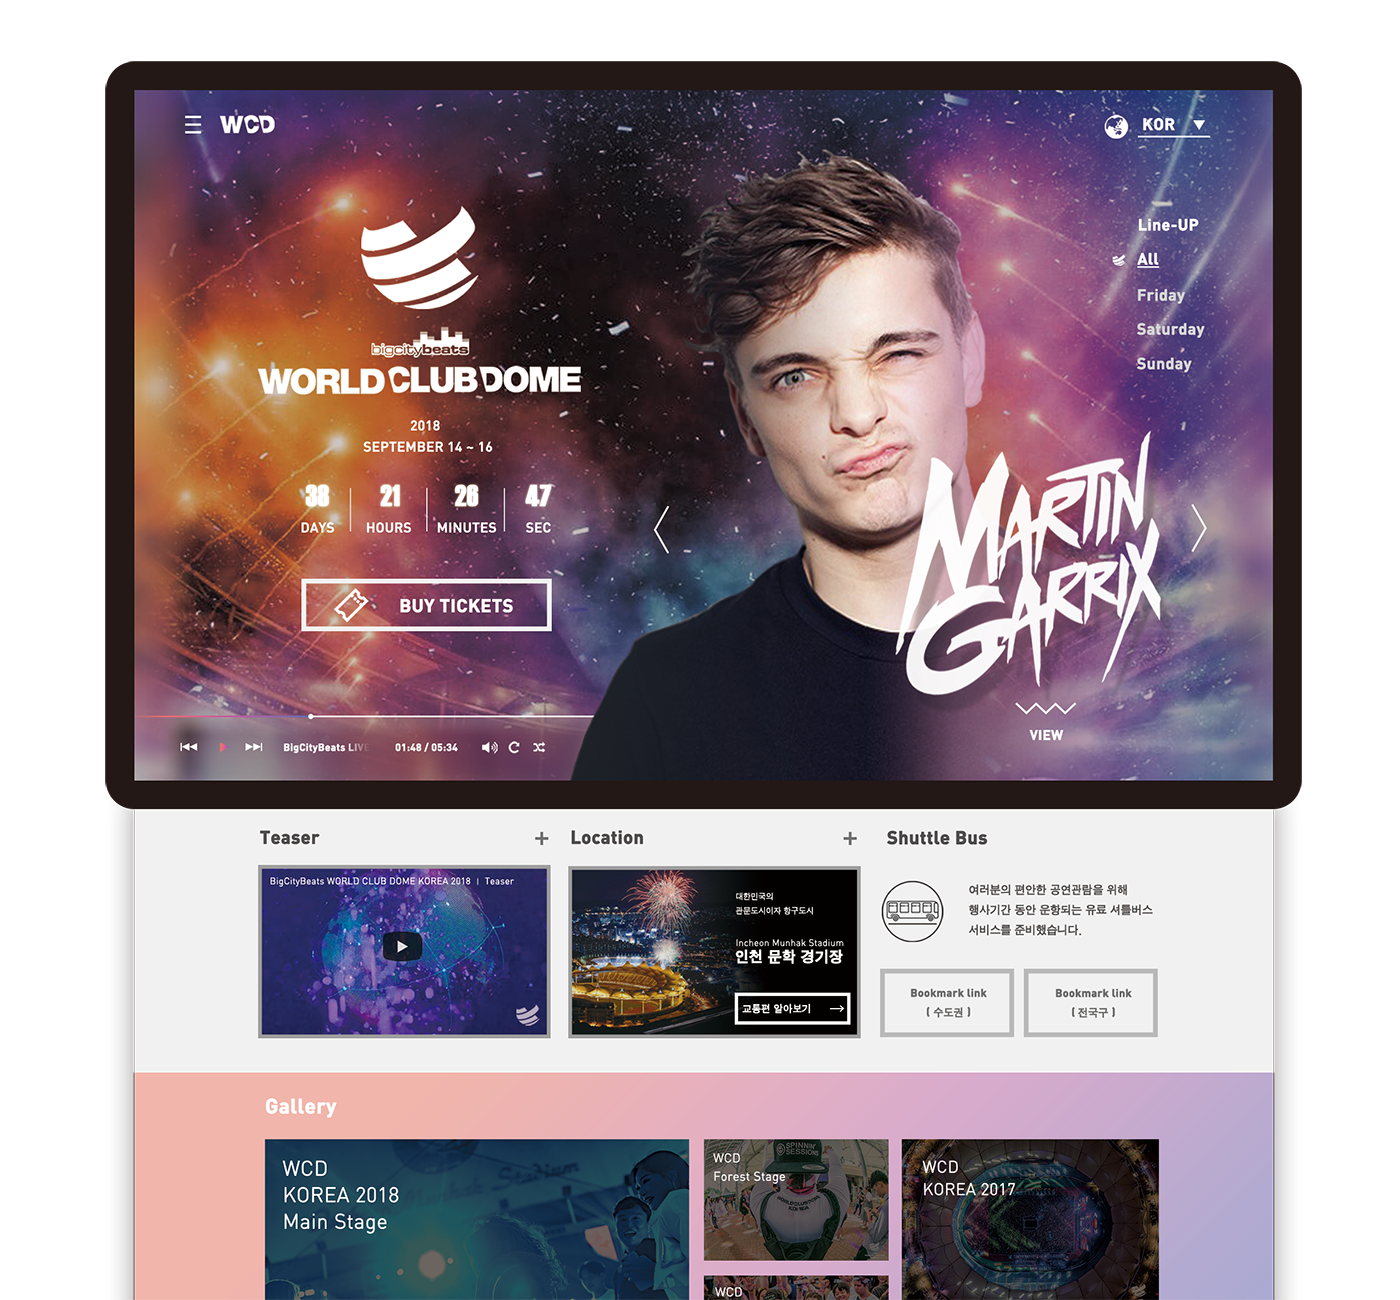 WCD
KOR
Line-UP
All
Friday
Saturday
Sunday
bigcitybeats
WORLD CLUB DOME
2018
SEPTEMBER 14 ~ 16
38 21 26 47
DAYS HOURS MINUTES SEC
BUY TICKETS
MARTIN
GARRIX
VIEW
BigCityBeats LIVE
01:48 / 05:34
Teaser
BigCityBeats WORLD CLUB DOME KOREA 2018 | Teaser
Location
대한민국의
관문도시이자 항구도시
Incheon Munhak Stadium
인천 문학 경기장
교통편 알아보기
Shuttle Bus
여러분의 편안한 공연관람을 위해
행사기간 동안 운항되는 유료 셔틀버스
서비스를 준비했습니다.
Bookmark link
( 수도권 )
Bookmark link
( 전국구 )
Gallery
WCD
KOREA 2018
Main Stage
WCD
Forest Stage
SPINNIN'
SESSIONS
WCD
KOREA 2017
WCD